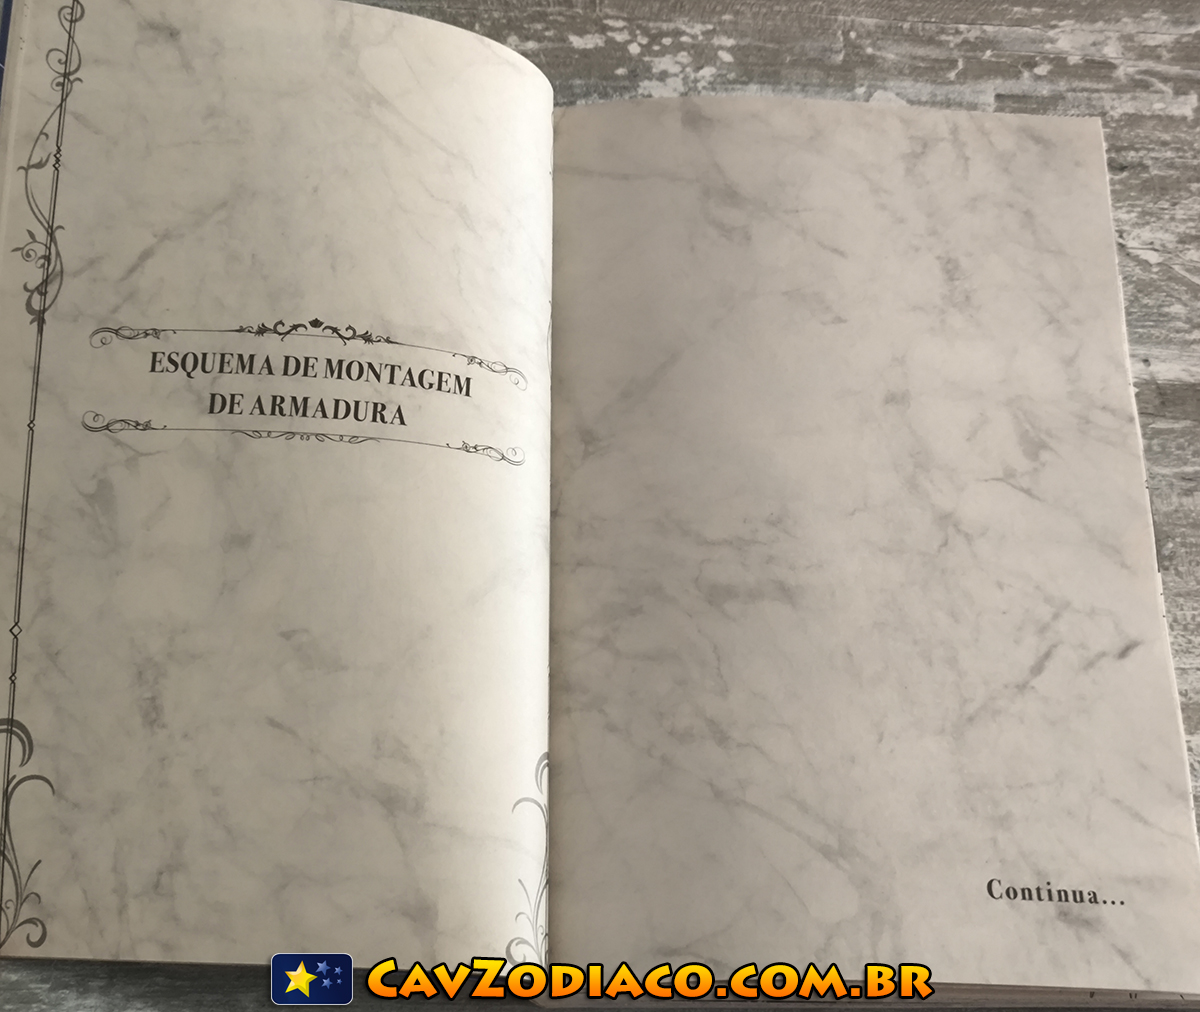 ESQUEMA DE MONTAGEM
DE ARMADURA
Continua...
CAVZODIACO.COM.BR